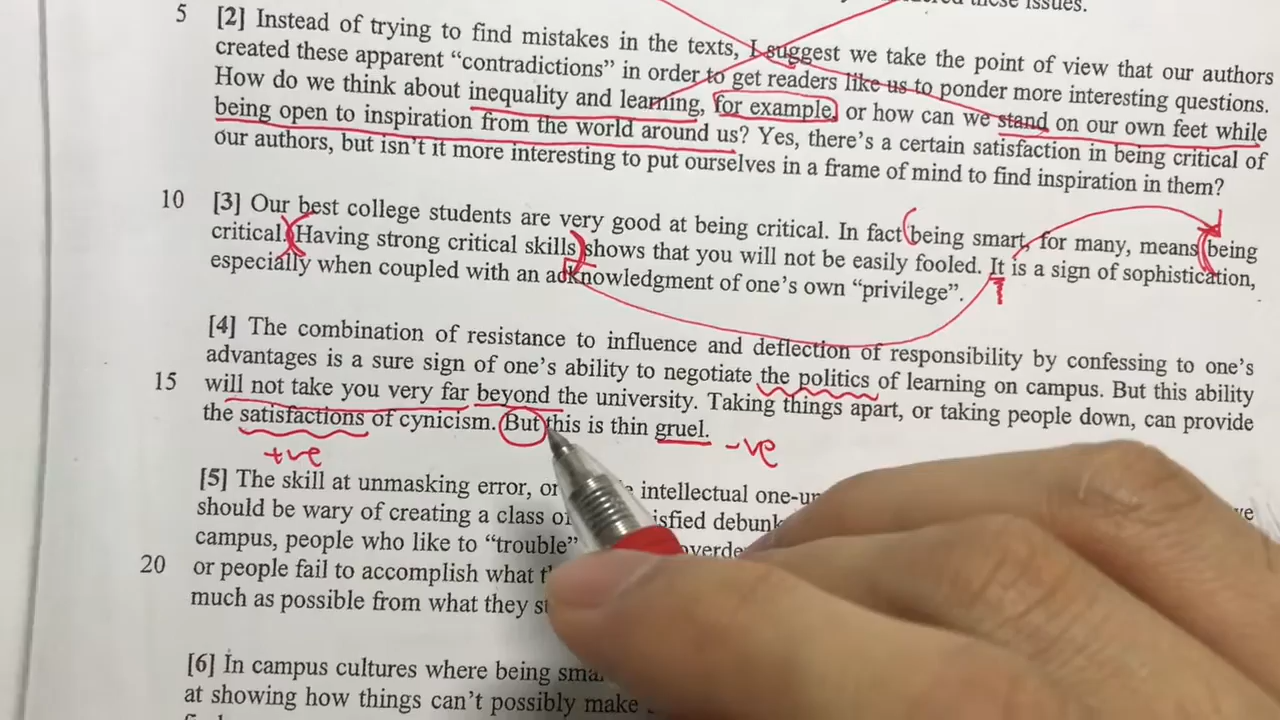 these issues.
5 [2] Instead of trying to find mistakes in the texts, I suggest we take the point of view that our authors
created these apparent “contradictions” in order to get readers like us to ponder more interesting questions.
How do we think about inequality and learning, for example, or how can we stand on our own feet while
being open to inspiration from the world around us? Yes, there’s a certain satisfaction in being critical of
our authors, but isn’t it more interesting to put ourselves in a frame of mind to find inspiration in them?
10 [3] Our best college students are very good at being critical. In fact being smart, for many, means being
critical. Having strong critical skills shows that you will not be easily fooled. It is a sign of sophistication,
especially when coupled with an acknowledgment of one’s own “privilege”.
[4] The combination of resistance to influence and deflection of responsibility by confessing to one’s
advantages is a sure sign of one’s ability to negotiate the politics of learning on campus. But this ability
15 will not take you very far beyond the university. Taking things apart, or taking people down, can provide
the satisfactions of cynicism. But this is thin gruel.
+ve -ve
[5] The skill at unmasking error, or intellectual
should be wary of creating a class of
campus, people who like to “trouble”
20 or people fail to accomplish what
much as possible from what they
[6] In campus cultures where being
at showing how things can’t possibly make